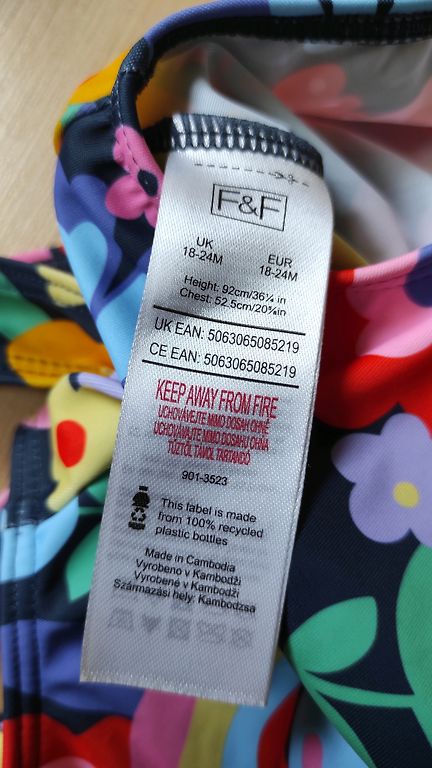 F&F
UK EUR
18-24M 18-24M
Height: 92cm/36¼ in
Chest: 52.5cm/20⅝in
UK EAN: 5063065085219
CE EAN: 5063065085219
KEEP AWAY FROM FIRE
UCHOVÁVEJTE MIMO DOSAH OHNĚ
UCHOVÁVAJTE MIMO DOSAHU OHŇA
TŰZTŐL TÁVOL TARTANDÓ
901-3523
This label is made
from 100% recycled
plastic bottles
Made in Cambodia
Vyrobeno v Kambodži
Vyrobené v Kambodži
Származási hely: Kambodzsa